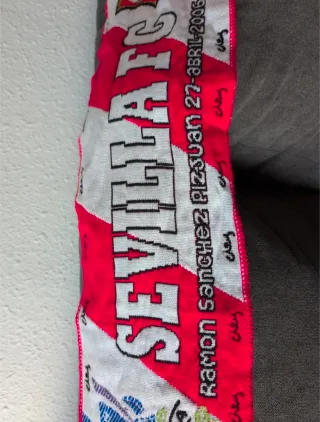 SEVILLA FC
Ramon Sanchez Pizjuan 27-ABRIL-2006